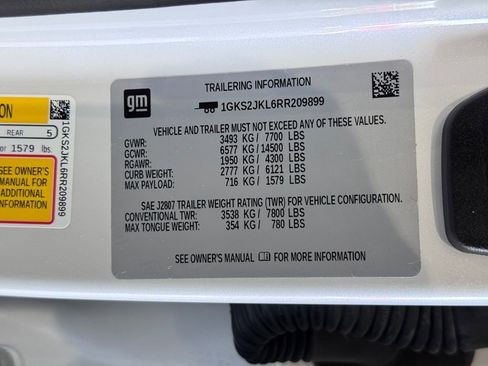 ION
REAR 5
or 1579 lbs.
SEE OWNER'S
MANUAL FOR
ADDITIONAL
INFORMATION
1GKS2JKL6RR209899
gm
TRAILERING INFORMATION
1GKS2JKL6RR209899
VEHICLE AND TRAILER MUST NOT EXCEED ANY OF THESE VALUES.
GVWR: 3493 KG / 7700 LBS
GCWR: 6577 KG / 14500 LBS
RGAWR: 1950 KG / 4300 LBS
CURB WEIGHT: 2777 KG / 6121 LBS
MAX PAYLOAD: 716 KG / 1579 LBS
SAE J2807 TRAILER WEIGHT RATING (TWR) FOR VEHICLE CONFIGURATION.
CONVENTIONAL TWR: 3538 KG / 7800 LBS
MAX TONGUE WEIGHT: 354 KG / 780 LBS
SEE OWNER'S MANUAL FOR MORE INFORMATION